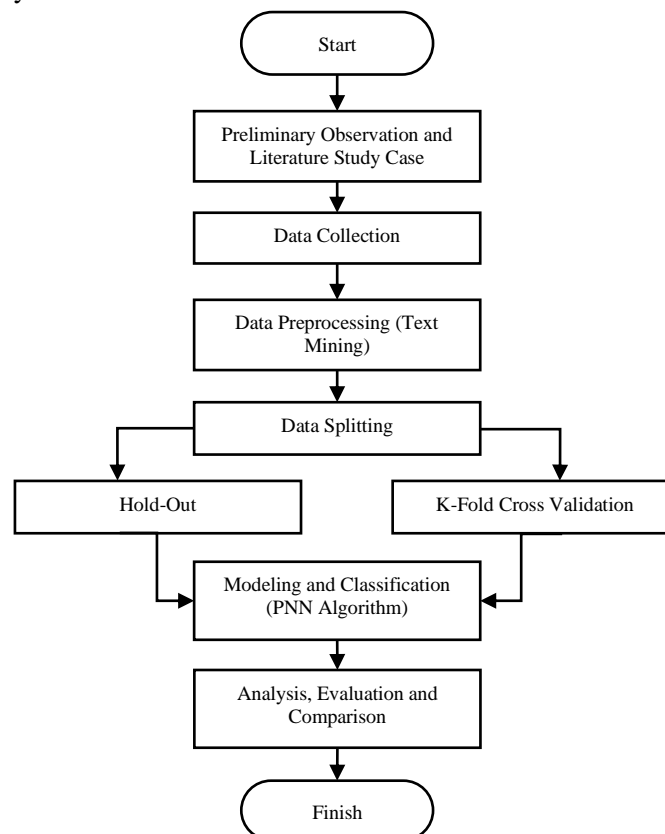 y
Start
Preliminary Observation and
Literature Study Case
Data Collection
Data Preprocessing (Text
Mining)
Data Splitting
Hold-Out
K-Fold Cross Validation
Modeling and Classification
(PNN Algorithm)
Analysis, Evaluation and
Comparison
Finish